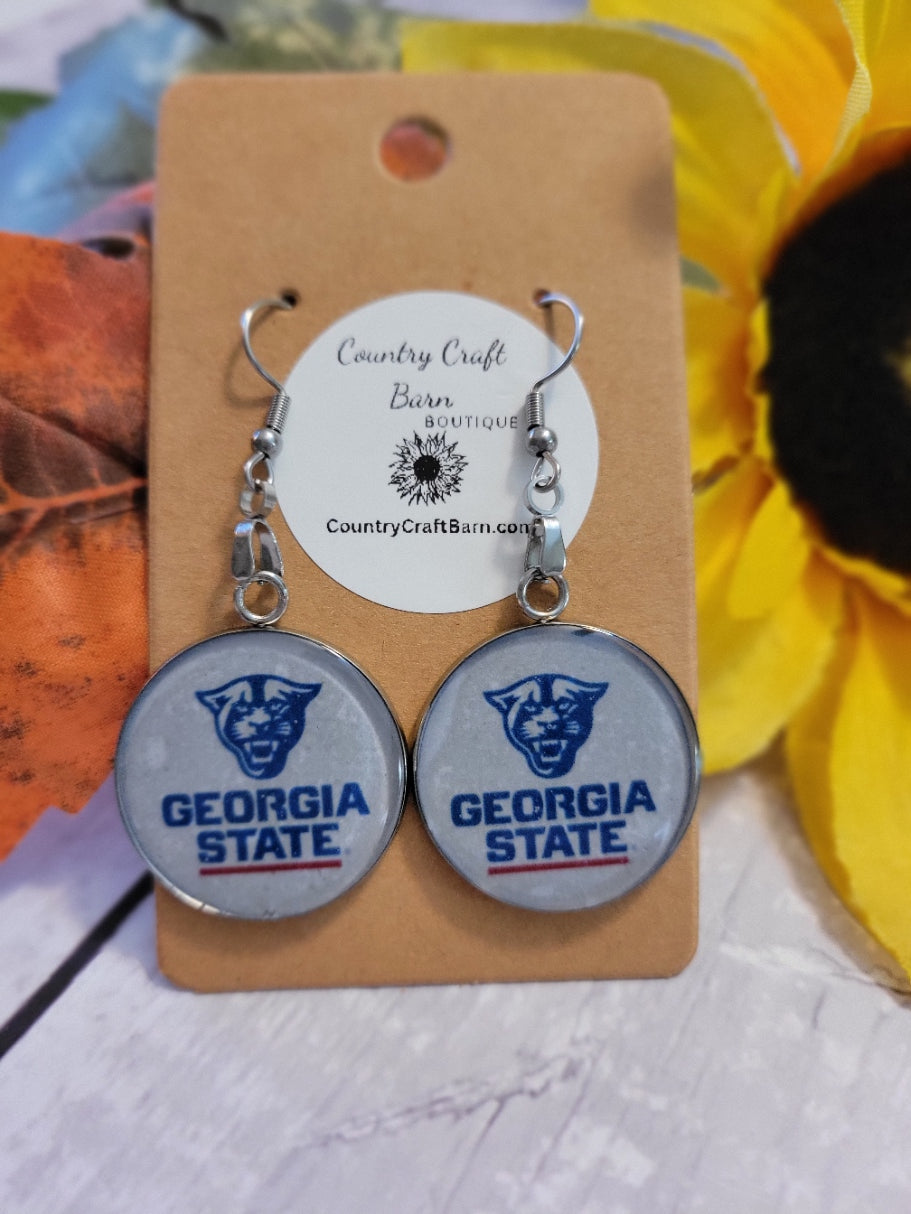 Country Craft
Barn
BOUTIQUE
CountryCraftBarn.com
GEORGIA
STATE
GEORGIA
STATE